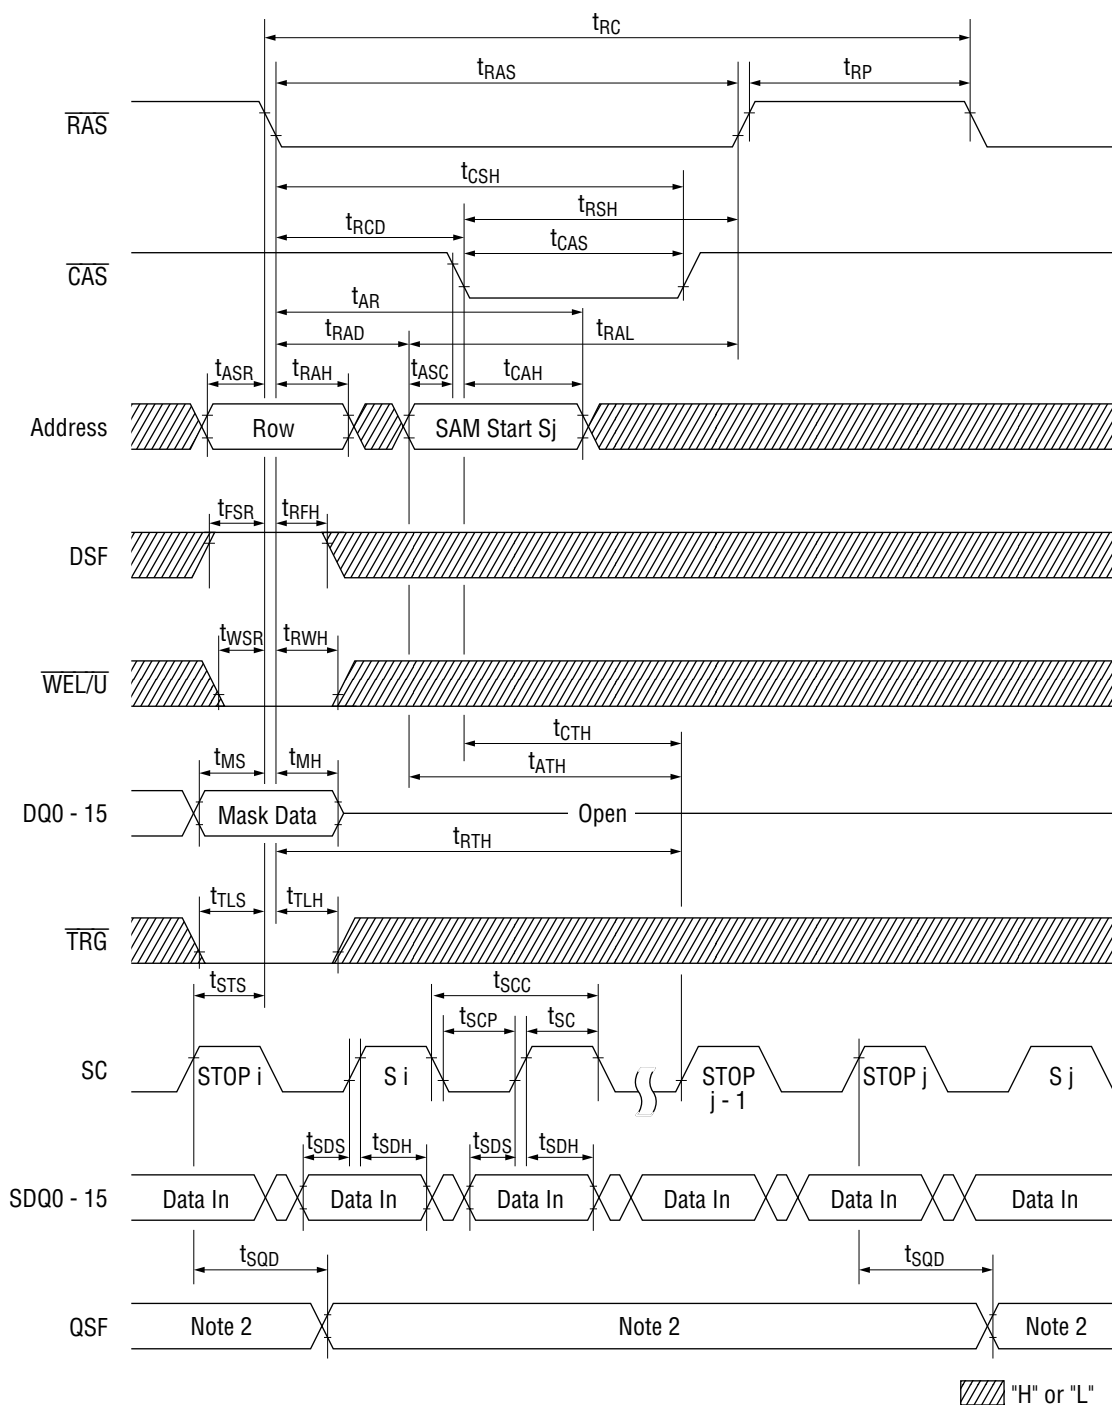 tRC
tRAS
tRP
RAS
tCSH
tRSH
tRCD
tCAS
CAS
tAR
tRAD
tRAL
tASR
tRAH
tASC
tCAH
Address
Row
SAM Start Sj
tFSR
tRFH
DSF
tWSR
tRWH
WEL/U
tCTH
tMS
tMH
tATH
DQ0 - 15
Mask Data
Open
tRTH
tTLS
tTLH
TRG
tSTS
tSCC
tSCP
tSC
SC
STOP i
S i
STOP
j - 1
STOP j
S j
tSDS
tSDH
tSDS
tSDH
SDQ0 - 15
Data In
Data In
Data In
Data In
Data In
Data In
tSQD
tSQD
QSF
Note 2
Note 2
Note 2
"H" or "L"